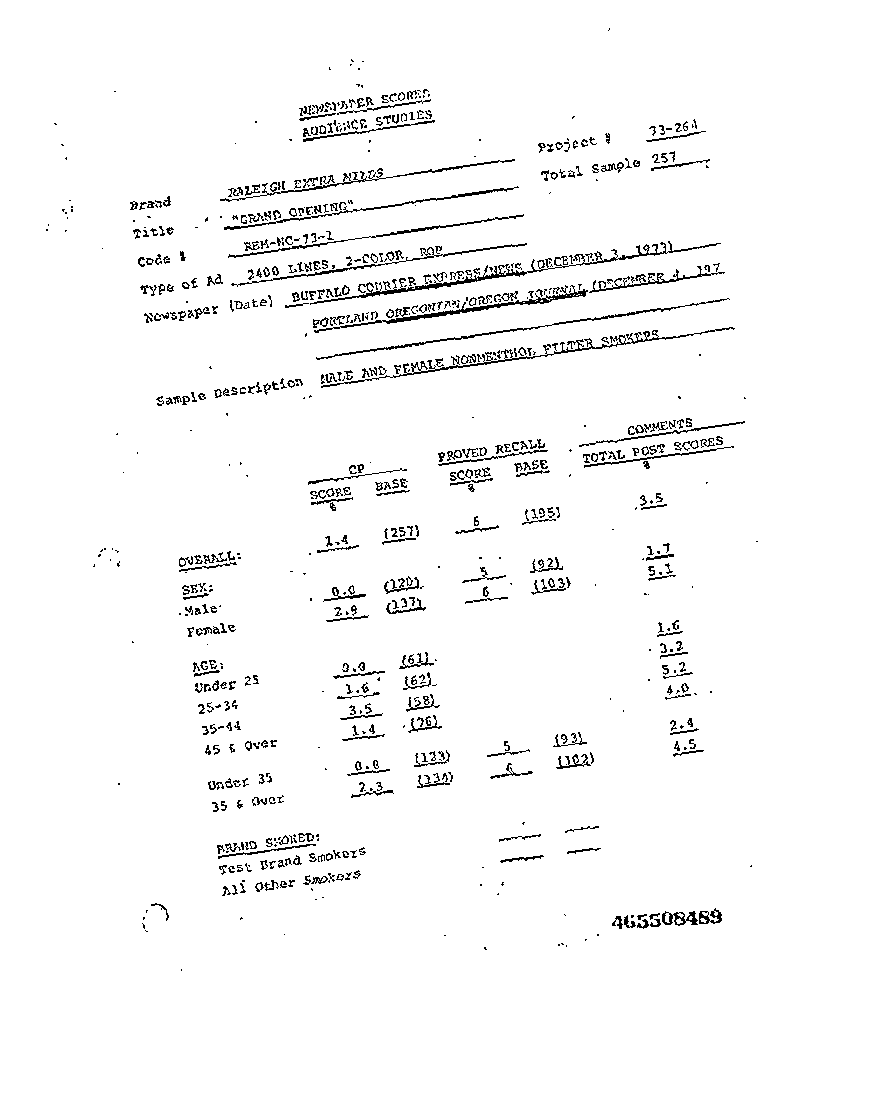 NEWSPAPER SCORES
AUDIENCE STUDIES
Project # 73-264
Total Sample 257
Brand RALEIGH EXTRA MILDS
Title "GRAND OPENING"
Code # REM-NC-73-1
Type of Ad 2400 LINES, 2-COLOR, ROP
Newspaper (Date) BUFFALO COURIER EXPRESS/NEWS (DECEMBER 3, 1973)
PORTLAND OREGONIAN/OREGON JOURNAL (DECEMBER 4, 197
Sample Description MALE AND FEMALE NONMENTHOL FILTER SMOKERS
CP PROVED RECALL COMMENTS
SCORE BASE SCORE BASE TOTAL POST SCORES
% % %
OVERALL: 1.4 (257) 6 (195) 3.5
SEX:
Male 0.0 (120) 5 (92) 1.7
Female 2.9 (137) 6 (103) 5.1
AGE:
Under 25 0.0 (61) 1.6
25-34 1.6 (62) 3.2
35-44 3.5 (58) 5.2
45 & Over 1.4 (76) 4.0
Under 35 0.8 (123) 5 (93) 2.4
35 & Over 2.3 (134) 6 (102) 4.5
BRAND SMOKED:
Test Brand Smokers
All Other Smokers
465508489